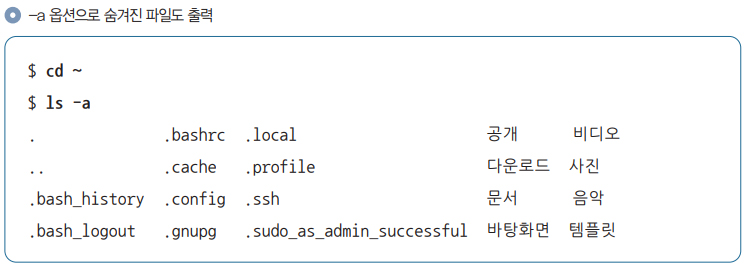 –a 옵션으로 숨겨진 파일도 출력
$ cd ~
$ ls -a
. .bashrc .local 공개 비디오
.. .cache .profile 다운로드 사진
.bash_history .config .ssh 문서 음악
.bash_logout .gnupg .sudo_as_admin_successful 바탕화면 템플릿